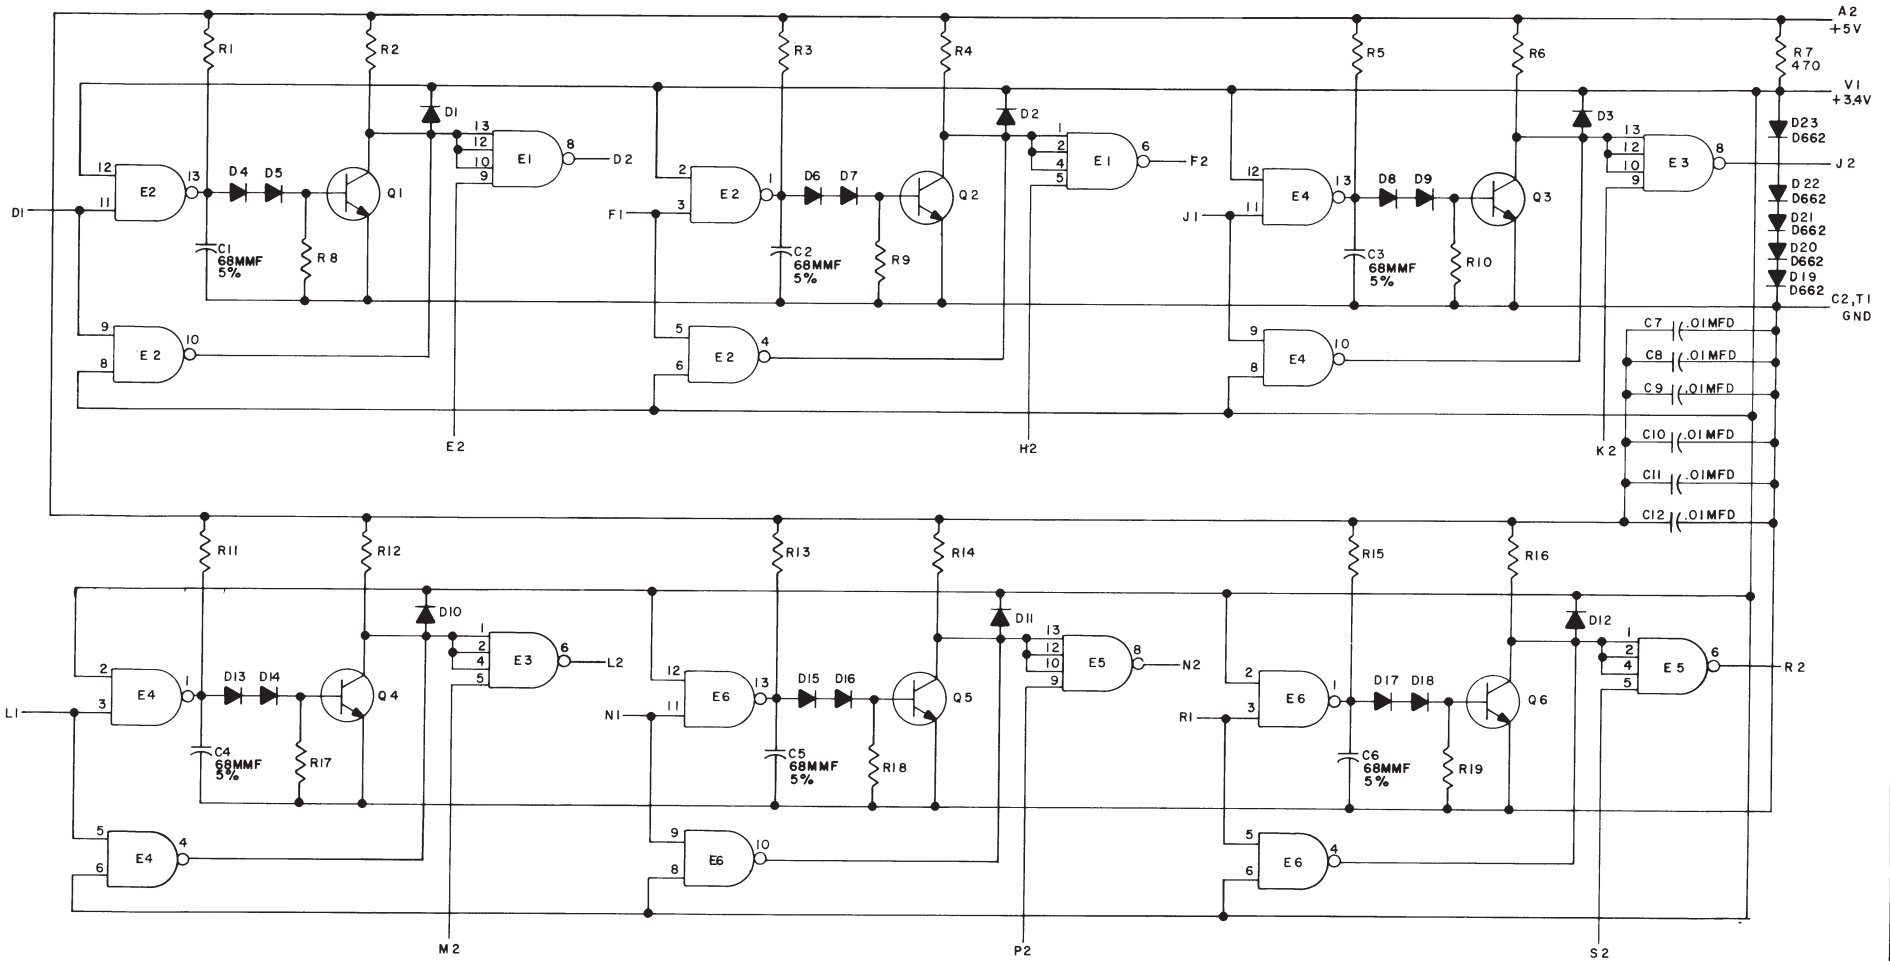 A2
+5V
R1
R2
R3
R4
R5
R6
R7
470
V1
+3.4V
D1
D2
D3
D23
D662
13
12
10
9
E1
8
D2
1
2
4
5
E1
6
F2
13
12
10
9
E3
8
J2
12
11
E2
13
D4
D5
Q1
2
3
E2
1
D6
D7
Q2
12
11
E4
13
D8
D9
Q3
D22
D662
D21
D662
D20
D662
D19
D662
D1
F1
J1
C1
68MMF
5%
R8
C2
68MMF
5%
R9
C3
68MMF
5%
R10
C2,T1
GND
9
8
E2
10
5
6
E2
4
9
8
E4
10
C7 .01MFD
C8 .01MFD
C9 .01MFD
C10 .01MFD
C11 .01MFD
C12 .01MFD
E2
H2
K2
R11
R12
R13
R14
R15
R16
D10
D11
D12
1
2
4
5
E3
6
L2
13
12
10
9
E5
8
N2
1
2
4
5
E5
6
R2
2
3
E4
1
D13
D14
Q4
12
11
E6
13
D15
D16
Q5
2
3
E6
1
D17
D18
Q6
L1
N1
R1
C4
68MMF
5%
R17
C5
68MMF
5%
R18
C6
68MMF
5%
R19
5
6
E4
4
9
8
E6
10
5
6
E6
4
M2
P2
S2